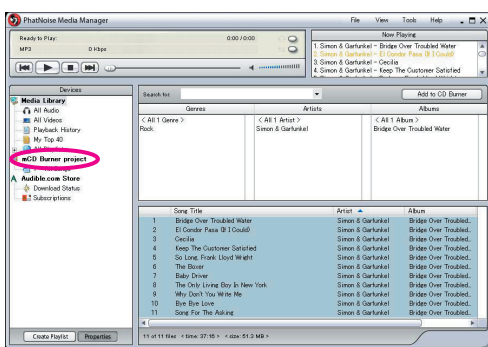 PhatNoise Media Manager
File View Tools Help
Ready to Play:
0:00 / 0:00
MP3 0 Kbps
Now Playing
1. Simon & Garfunkel - Bridge Over Troubled Water
2. Simon & Garfunkel - El Condor Pasa (If I Could)
3. Simon & Garfunkel - Cecilia
4. Simon & Garfunkel - Keep The Customer Satisfied
Devices
Media Library
All Audio
All Videos
Playback History
My Top 40
mCD Burner project
Audible.com Store
Download Status
Subscriptions
Create Playlist Properties
Search for:
Add to CD Burner
Genres Artists Albums
< All 1 Genre > < All 1 Artist > < All 1 Album >
Rock Simon & Garfunkel Bridge Over Troubled Water
Song Title Artist Album
1 Bridge Over Troubled Water Simon & Garfunkel Bridge Over Troubled...
2 El Condor Pasa (If I Could) Simon & Garfunkel Bridge Over Troubled...
3 Cecilia Simon & Garfunkel Bridge Over Troubled...
4 Keep The Customer Satisfied Simon & Garfunkel Bridge Over Troubled...
5 So Long, Frank Lloyd Wright Simon & Garfunkel Bridge Over Troubled...
6 The Boxer Simon & Garfunkel Bridge Over Troubled...
7 Baby Driver Simon & Garfunkel Bridge Over Troubled...
8 The Only Living Boy In New York Simon & Garfunkel Bridge Over Troubled...
9 Why Don't You Write Me Simon & Garfunkel Bridge Over Troubled...
10 Bye Bye Love Simon & Garfunkel Bridge Over Troubled...
11 Song For The Asking Simon & Garfunkel Bridge Over Troubled...
11 of 11 files < time: 37:16 > < size: 51.3 MB >